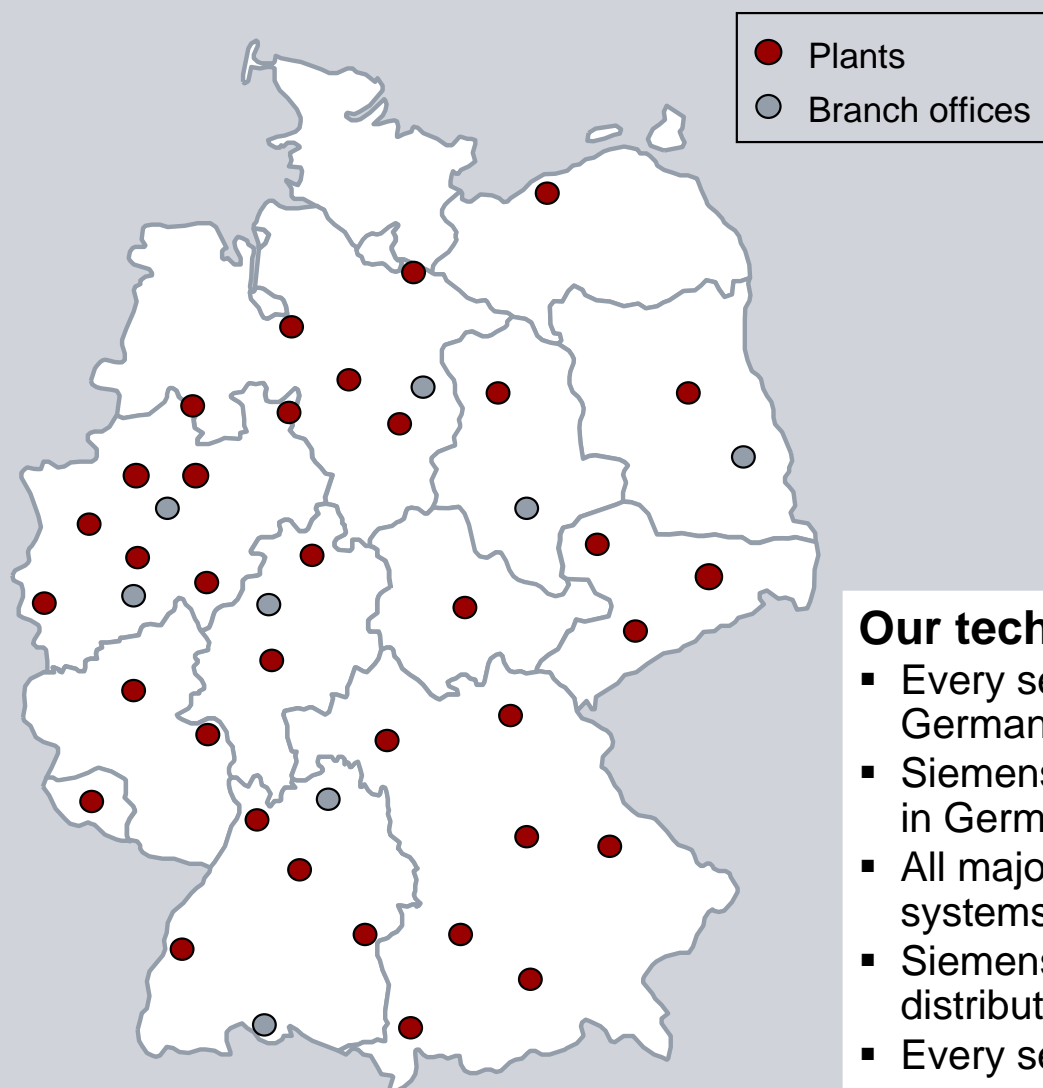 Plants
Branch offices
Our tech
▪ Every se
German
▪ Siemens
in Germ
▪ All majo
systems
▪ Siemens
distribut
▪ Every se